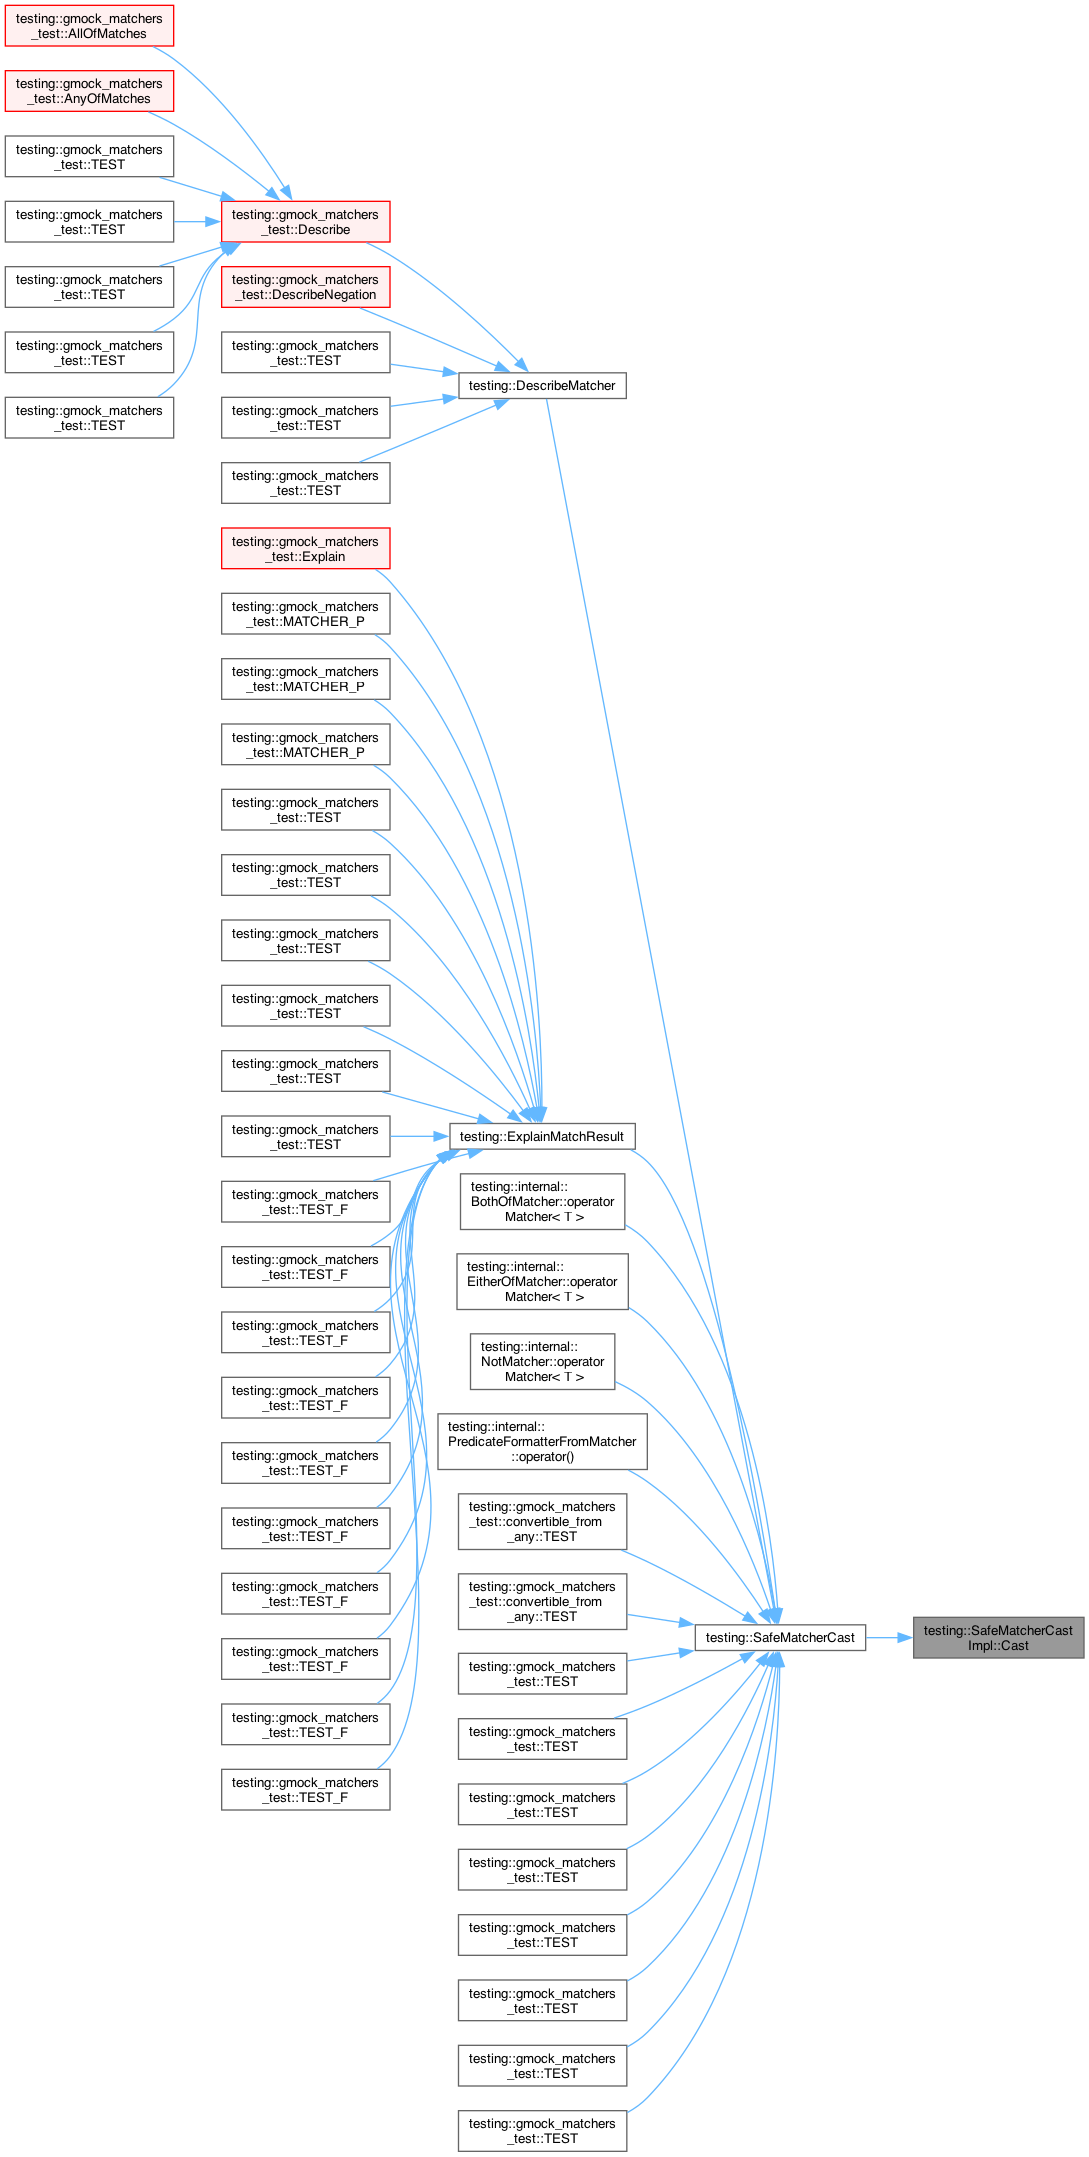 testing::gmock_matchers
_test::AllOfMatches
testing::gmock_matchers
_test::AnyOfMatches
testing::gmock_matchers
_test::TEST
testing::gmock_matchers
_test::TEST
testing::gmock_matchers
_test::TEST
testing::gmock_matchers
_test::TEST
testing::gmock_matchers
_test::TEST
testing::gmock_matchers
_test::Describe
testing::gmock_matchers
_test::DescribeNegation
testing::gmock_matchers
_test::TEST
testing::gmock_matchers
_test::TEST
testing::gmock_matchers
_test::TEST
testing::gmock_matchers
_test::Explain
testing::gmock_matchers
_test::MATCHER_P
testing::gmock_matchers
_test::MATCHER_P
testing::gmock_matchers
_test::MATCHER_P
testing::gmock_matchers
_test::TEST
testing::gmock_matchers
_test::TEST
testing::gmock_matchers
_test::TEST
testing::gmock_matchers
_test::TEST
testing::gmock_matchers
_test::TEST
testing::gmock_matchers
_test::TEST
testing::gmock_matchers
_test::TEST_F
testing::gmock_matchers
_test::TEST_F
testing::gmock_matchers
_test::TEST_F
testing::gmock_matchers
_test::TEST_F
testing::gmock_matchers
_test::TEST_F
testing::gmock_matchers
_test::TEST_F
testing::gmock_matchers
_test::TEST_F
testing::gmock_matchers
_test::TEST_F
testing::gmock_matchers
_test::TEST_F
testing::gmock_matchers
_test::TEST_F
testing::DescribeMatcher
testing::ExplainMatchResult
testing::internal::
BothOfMatcher::operator
Matcher< T >
testing::internal::
EitherOfMatcher::operator
Matcher< T >
testing::internal::
NotMatcher::operator
Matcher< T >
testing::internal::
PredicateFormatterFromMatcher
::operator()
testing::gmock_matchers
_test::convertible_from
_any::TEST
testing::gmock_matchers
_test::convertible_from
_any::TEST
testing::gmock_matchers
_test::TEST
testing::gmock_matchers
_test::TEST
testing::gmock_matchers
_test::TEST
testing::gmock_matchers
_test::TEST
testing::gmock_matchers
_test::TEST
testing::gmock_matchers
_test::TEST
testing::gmock_matchers
_test::TEST
testing::gmock_matchers
_test::TEST
testing::SafeMatcherCast
testing::SafeMatcherCast
Impl::Cast